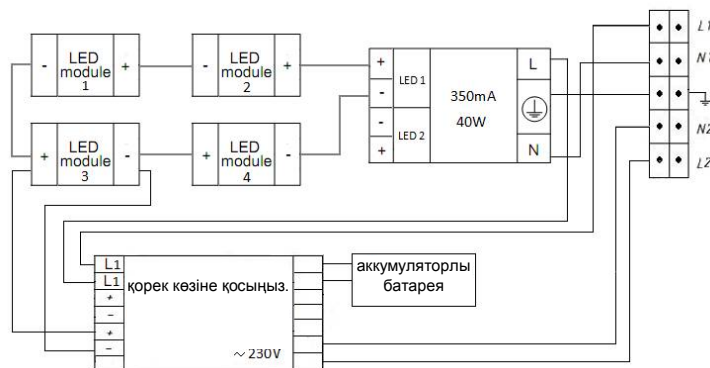 - LED module 1 +
- LED module 2 +
+ LED module 3 -
+ LED module 4 -
+ LED 1 -
- LED 2 +
350mA
40W
L
N
L1
N1
N2
L2
L1
L1
+
-
+
-
қорек көзіне қосыңыз.
~230V
аккумуляторлы
батарея